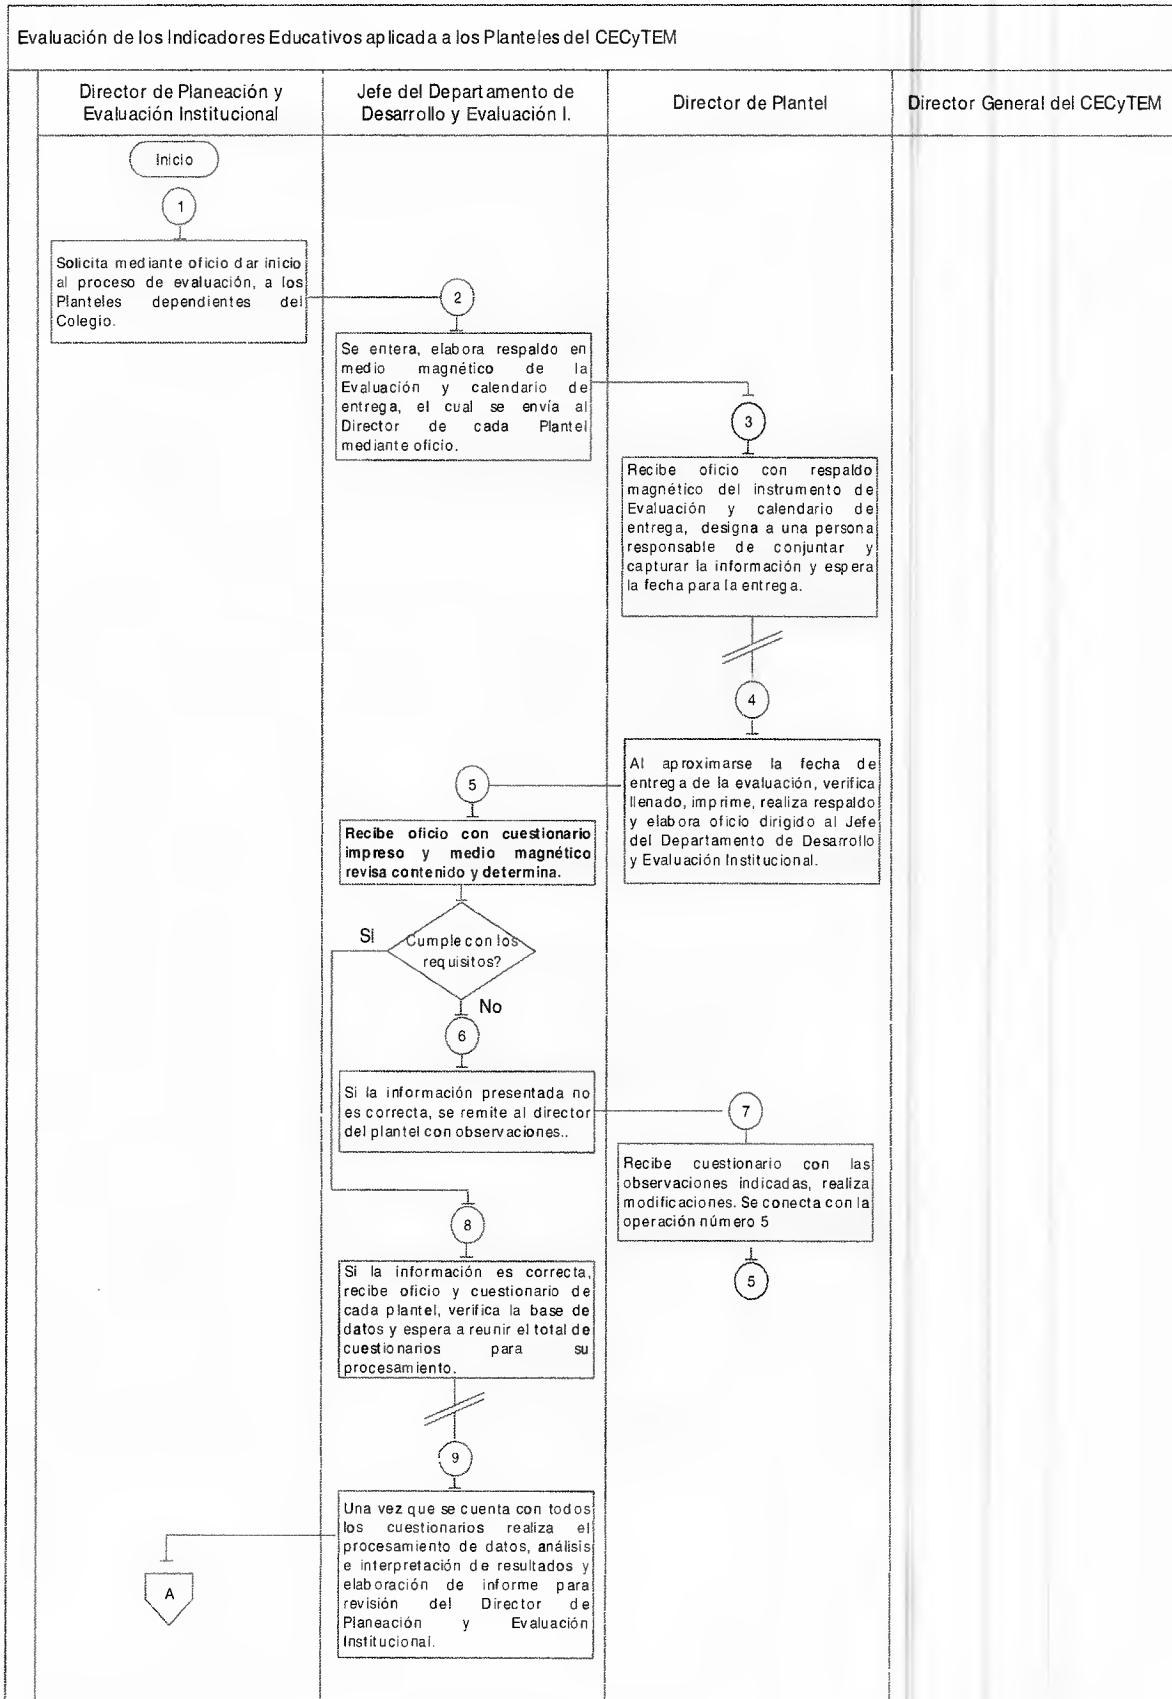 Evaluación de los Indicadores Educativos aplicada a los Planteles del CECyTEM
Director de Planeación y
Evaluación Institucional
Jefe del Departamento de
Desarrollo y Evaluación I.
Director de Plantel
Director General del CECyTEM
Inicio
1
Solicita mediante oficio dar inicio
al proceso de evaluación, a los
Planteles dependientes del
Colegio.
2
Se entera, elabora respaldo en
medio magnético de la
Evaluación y calendario de
entrega, el cual se envía al
Director de cada Plantel
mediante oficio.
3
Recibe oficio con respaldo
magnético del instrumento de
Evaluación y calendario de
entrega, designa a una persona
responsable de conjuntar y
capturar la información y espera
la fecha para la entrega.
4
Al aproximarse la fecha de
entrega de la evaluación, verifica
llenado, imprime, realiza respaldo
y elabora oficio dirigido al Jefe
del Departamento de Desarrollo
y Evaluación Institucional.
5
Recibe oficio con cuestionario
impreso y medio magnético
revisa contenido y determina.
Si
Cumple con los
requisitos?
No
6
Si la información presentada no
es correcta, se remite al director
del plantel con observaciones..
7
Recibe cuestionario con las
observaciones indicadas, realiza
modificaciones. Se conecta con la
operación número 5
5
8
Si la información es correcta,
recibe oficio y cuestionario de
cada plantel, verifica la base de
datos y espera a reunir el total de
cuestionarios para su
procesamiento.
9
Una vez que se cuenta con todos
los cuestionarios realiza el
procesamiento de datos, análisis
e interpretación de resultados y
elaboración de informe para
revisión del Director de
Planeación y Evaluación
Institucional.
A